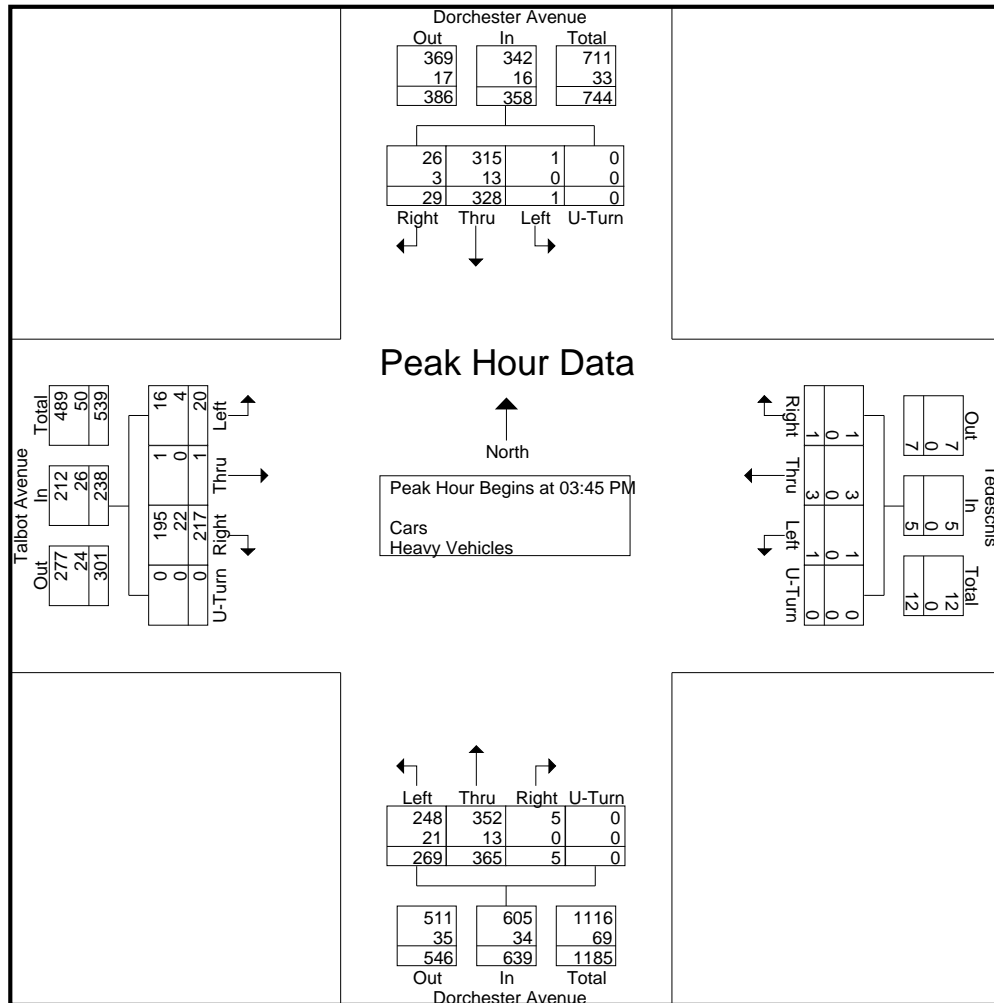 Dorchester Avenue
Out In Total
369 342 711
17 16 33
386 358 744
26 315 1 0
3 13 0 0
29 328 1 0
Right Thru Left U-Turn
Peak Hour Data
North
Peak Hour Begins at 03:45 PM
Cars
Heavy Vehicles
Talbot Avenue
Out In Total
277 212 489
24 26 50
301 238 539
0 195 1 16
0 22 0 4
0 217 1 20
U-Turn Right Thru Left
Out In Total
7 5 12
0 0 0
7 5 12
1 3 1 0
0 0 0 0
1 3 1 0
Right Thru Left U-Turn
Left Thru Right U-Turn
248 352 5 0
21 13 0 0
269 365 5 0
511 605 1116
35 34 69
546 639 1185
Out In Total
Dorchester Avenue